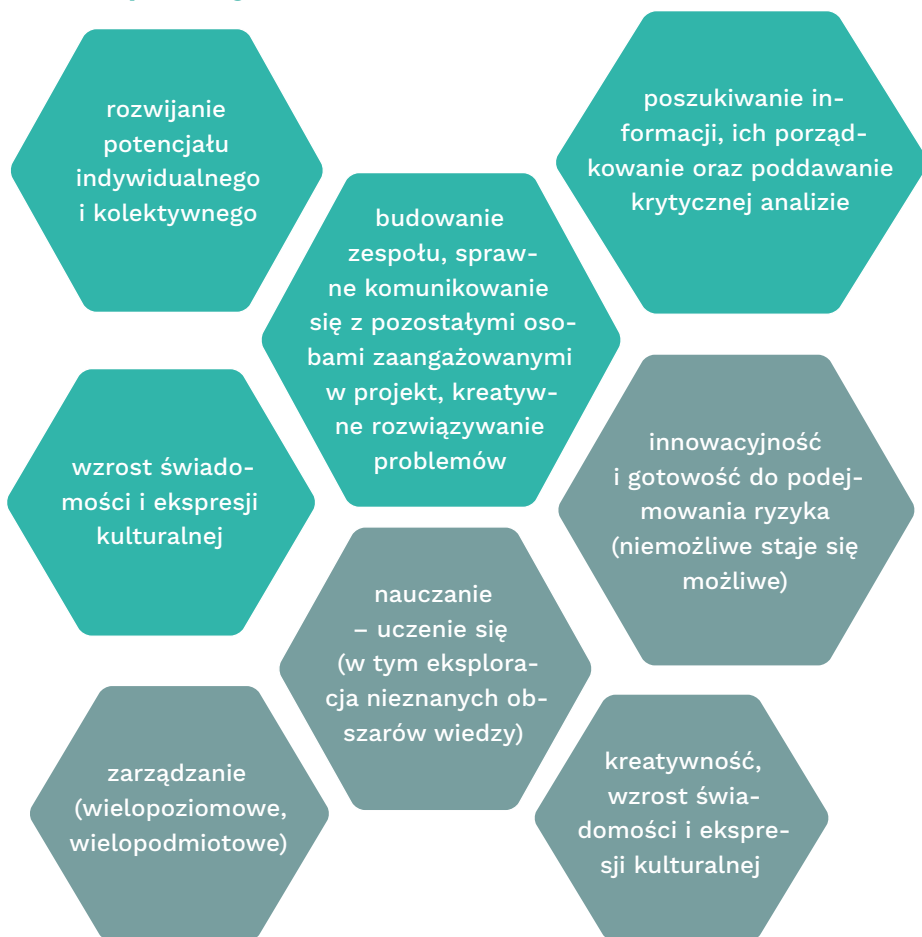 rozwijanie
potencjału
indywidualnego
i kolektywnego
poszukiwanie in-
formacji, ich porząd-
kowanie oraz poddawanie
krytycznej analizie
budowanie
zespołu, spraw-
ne komunikowanie
się z pozostałymi oso-
bami zaangażowanymi
w projekt, kreatyw-
ne rozwiązywanie
problemów
wzrost świado-
mości i ekspresji
kulturalnej
innowacyjność
i gotowość do podej-
mowania ryzyka
(niemożliwe staje się
możliwe)
nauczanie
– uczenie się
(w tym eksplora-
cja nieznanych ob-
szarów wiedzy)
zarządzanie
(wielopoziomowe,
wielopodmiotowe)
kreatywność,
wzrost świa-
domości i ekspre-
sji kulturalnej